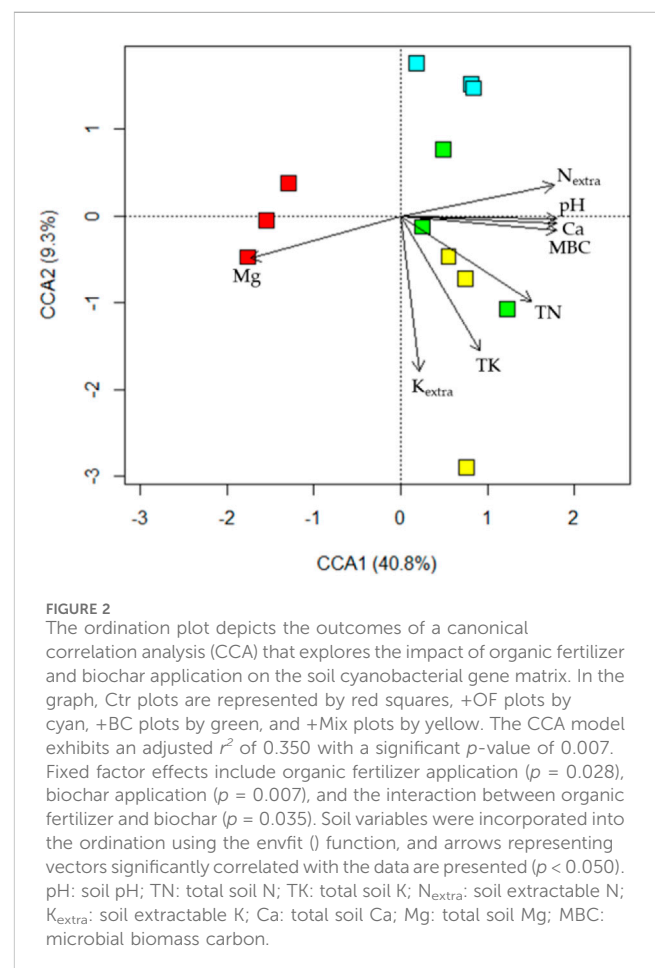 1
0
-1
-2
-3
CCA2 (9.3%)
N_extra
pH
Ca
MBC
Mg
TN
TK
K_extra
-3 -2 -1 0 1 2
CCA1 (40.8%)
FIGURE 2
The ordination plot depicts the outcomes of a canonical
correlation analysis (CCA) that explores the impact of organic fertilizer
and biochar application on the soil cyanobacterial gene matrix. In the
graph, Ctr plots are represented by red squares, +OF plots by
cyan, +BC plots by green, and +Mix plots by yellow. The CCA model
exhibits an adjusted r² of 0.350 with a significant p-value of 0.007.
Fixed factor effects include organic fertilizer application (p = 0.028),
biochar application (p = 0.007), and the interaction between organic
fertilizer and biochar (p = 0.035). Soil variables were incorporated into
the ordination using the envfit () function, and arrows representing
vectors significantly correlated with the data are presented (p < 0.050).
pH: soil pH; TN: total soil N; TK: total soil K; N_extra: soil extractable N;
K_extra: soil extractable K; Ca: total soil Ca; Mg: total soil Mg; MBC:
microbial biomass carbon.